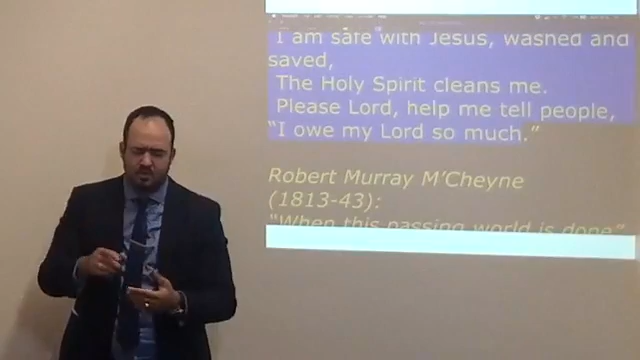 I am safe with Jesus, washed and
saved,
The Holy Spirit cleans me.
Please Lord, help me tell people,
“I owe my Lord so much.”
Robert Murray M’Cheyne
(1813-43):
“When this passing world is done”